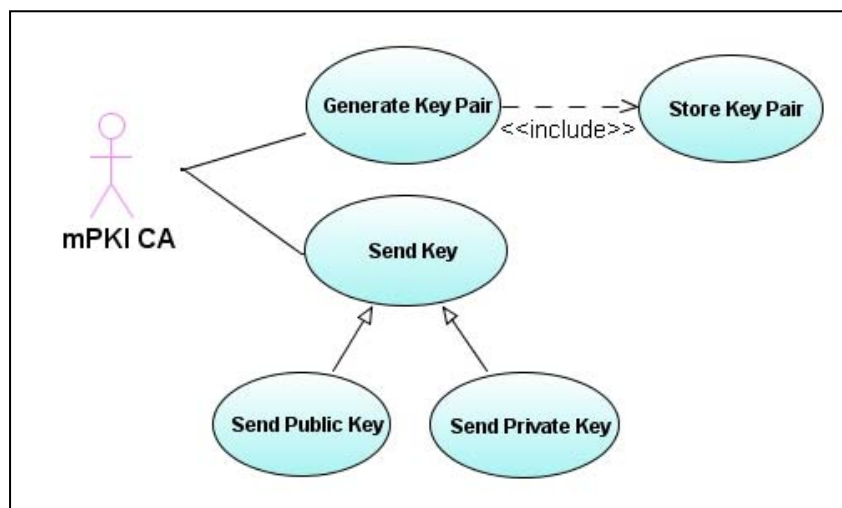 Generate Key Pair
<<include>>
Store Key Pair
mPKI CA
Send Key
Send Public Key
Send Private Key